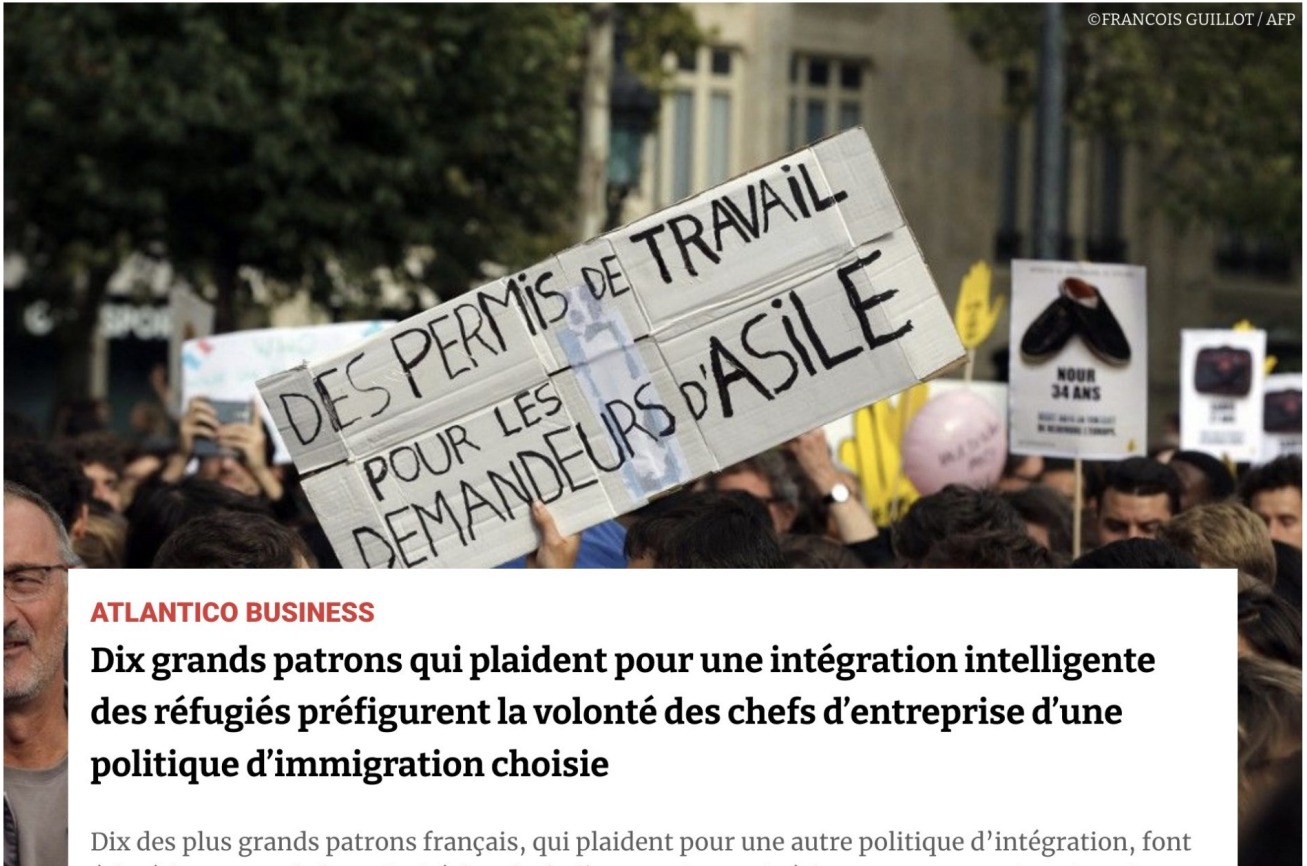 ©FRANCOIS GUILLOT / AFP
DES PERMIS DE TRAVAIL
POUR LES
DEMANDEURS D'ASILE
NOUR
34 ANS
ATLANTICO BUSINESS
Dix grands patrons qui plaident pour une intégration intelligente
des réfugiés préfigurent la volonté des chefs d’entreprise d’une
politique d’immigration choisie
Dix des plus grands patrons français, qui plaident pour une autre politique d’intégration, font